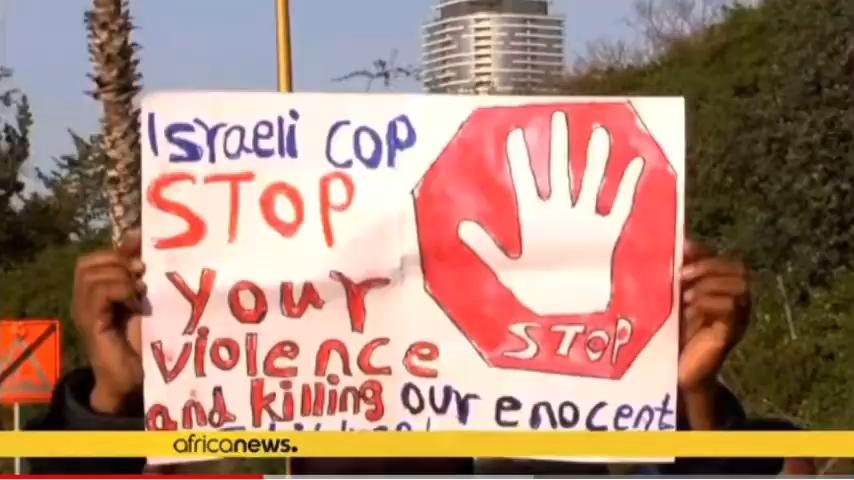 Israeli COP
STOP
your
violence
and killing our enocent
STOP
africanews.